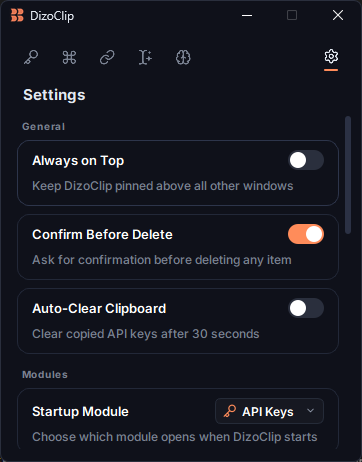 DizoClip
Settings
General
Always on Top
Keep DizoClip pinned above all other windows
Confirm Before Delete
Ask for confirmation before deleting any item
Auto-Clear Clipboard
Clear copied API keys after 30 seconds
Modules
Startup Module
API Keys
Choose which module opens when DizoClip starts